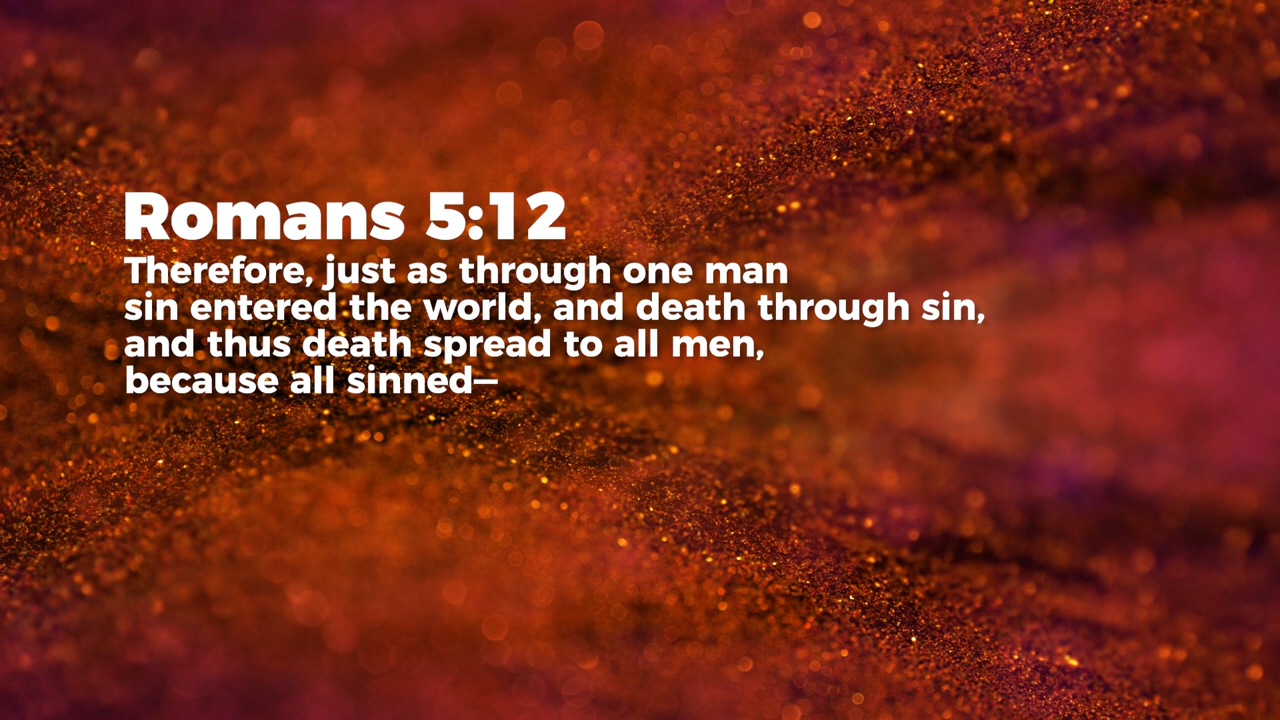 Romans 5:12
Therefore, just as through one man
sin entered the world, and death through sin,
and thus death spread to all men,
because all sinned—